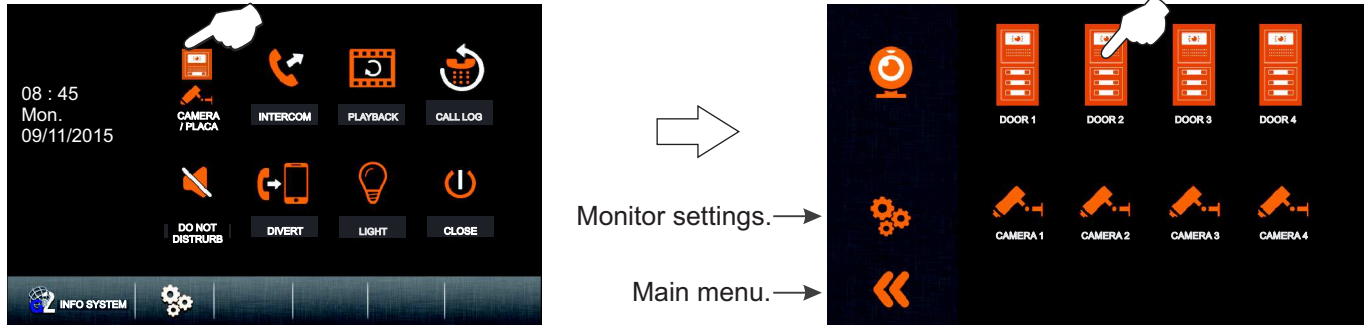 08 : 45
Mon.
09/11/2015
CAMERA
/ PLACA
INTERCOM
PLAYBACK
CALL LOG
DO NOT
DISTRURB
DIVERT
LIGHT
CLOSE
INFO SYSTEM
Monitor settings.
Main menu.
DOOR 1
DOOR 2
DOOR 3
DOOR 4
CAMERA 1
CAMERA 2
CAMERA 3
CAMERA 4